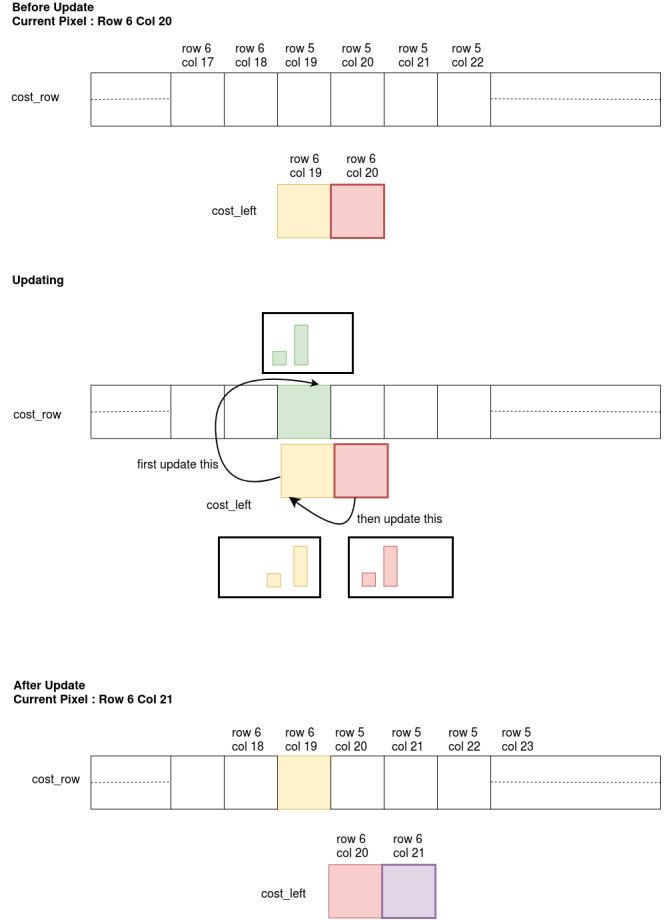 Before Update
Current Pixel : Row 6 Col 20
row 6 row 6 row 5 row 5 row 5 row 5
col 17 col 18 col 19 col 20 col 21 col 22
cost_row
row 6 row 6
col 19 col 20
cost_left
Updating
cost_row
first update this
cost_left
then update this
After Update
Current Pixel : Row 6 Col 21
row 6 row 6 row 5 row 5 row 5 row 5
col 18 col 19 col 20 col 21 col 22 col 23
cost_row
row 6 row 6
col 20 col 21
cost_left